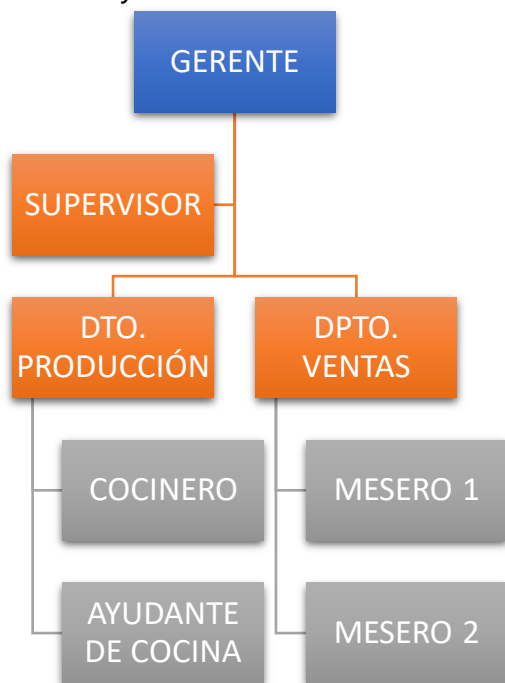 GERENTE
SUPERVISOR
DTO.
PRODUCCIÓN
DPTO.
VENTAS
COCINERO
MESERO 1
AYUDANTE
DE COCINA
MESERO 2